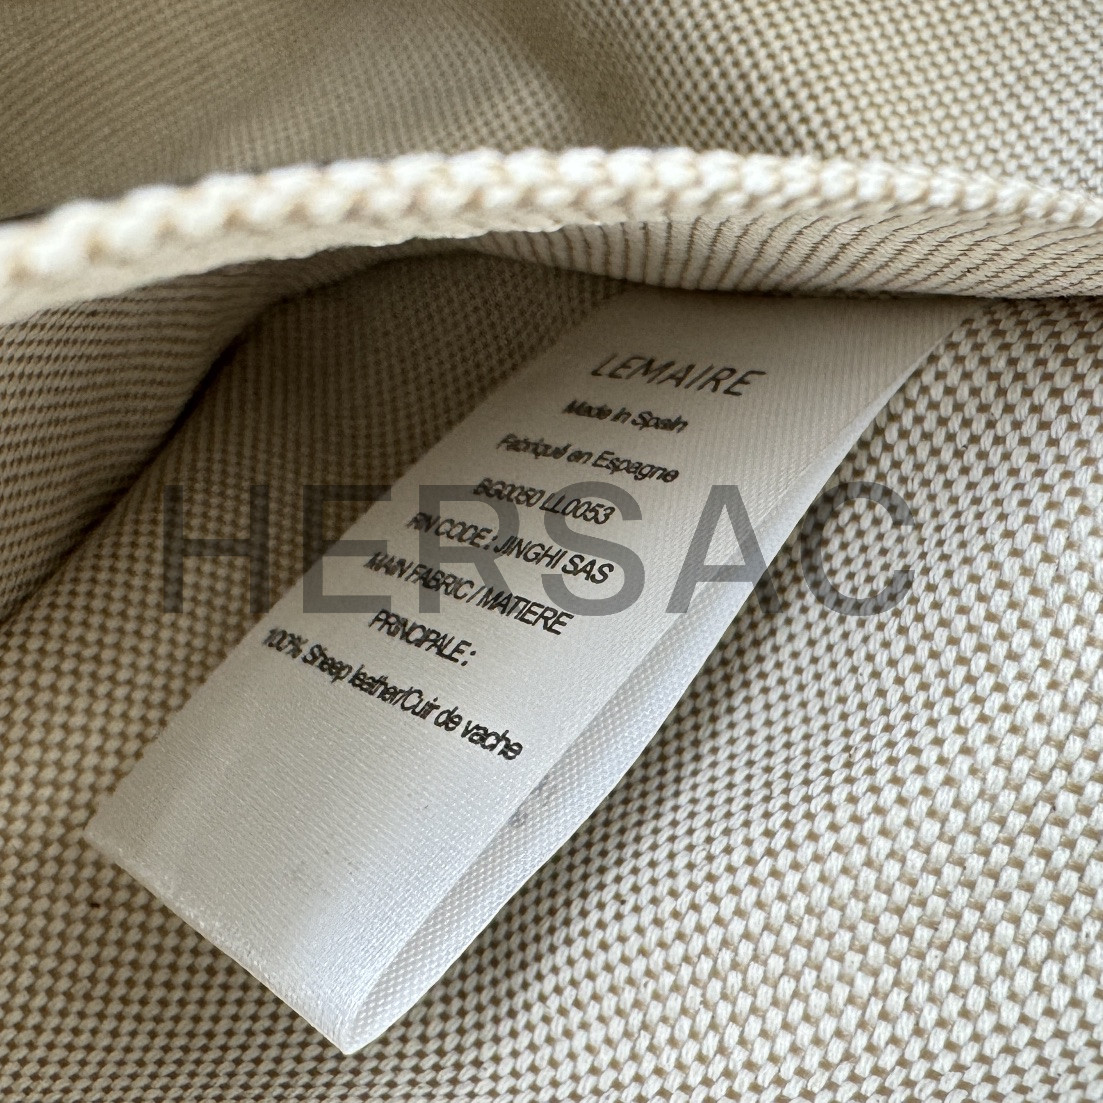 LEMAIRE
Made in Spain
Fabriqué en Espagne
BG0050 LL0053
FIN CODE : JINGHI SAS
MAIN FABRIC / MATIERE
PRINCIPALE :
100% Sheep leather/Cuir de vache
HERSAC